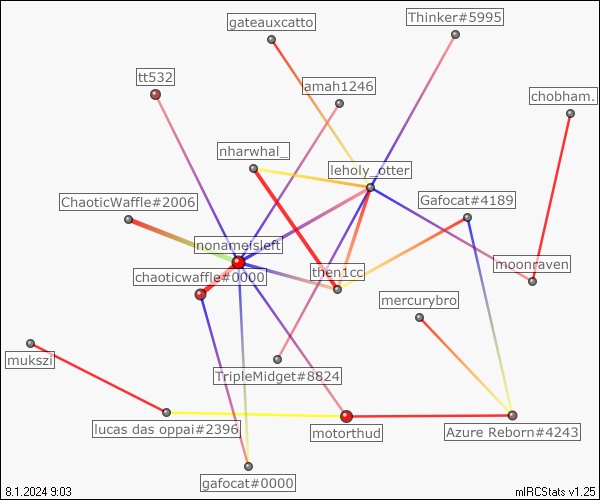 gateauxcatto
Thinker#5995
tt532
amah1246
chobham.
nharwhal_
leholy_otter
ChaoticWaffle#2006
Gafocat#4189
nonameisleft
chaoticwaffle#0000
then1cc
moonraven
mercurybro
mukszi
TripleMidget#8824
lucas das oppai#2396
motorthud
Azure Reborn#4243
gafocat#0000
8.1.2024 9:03
mIRCStats v1.25